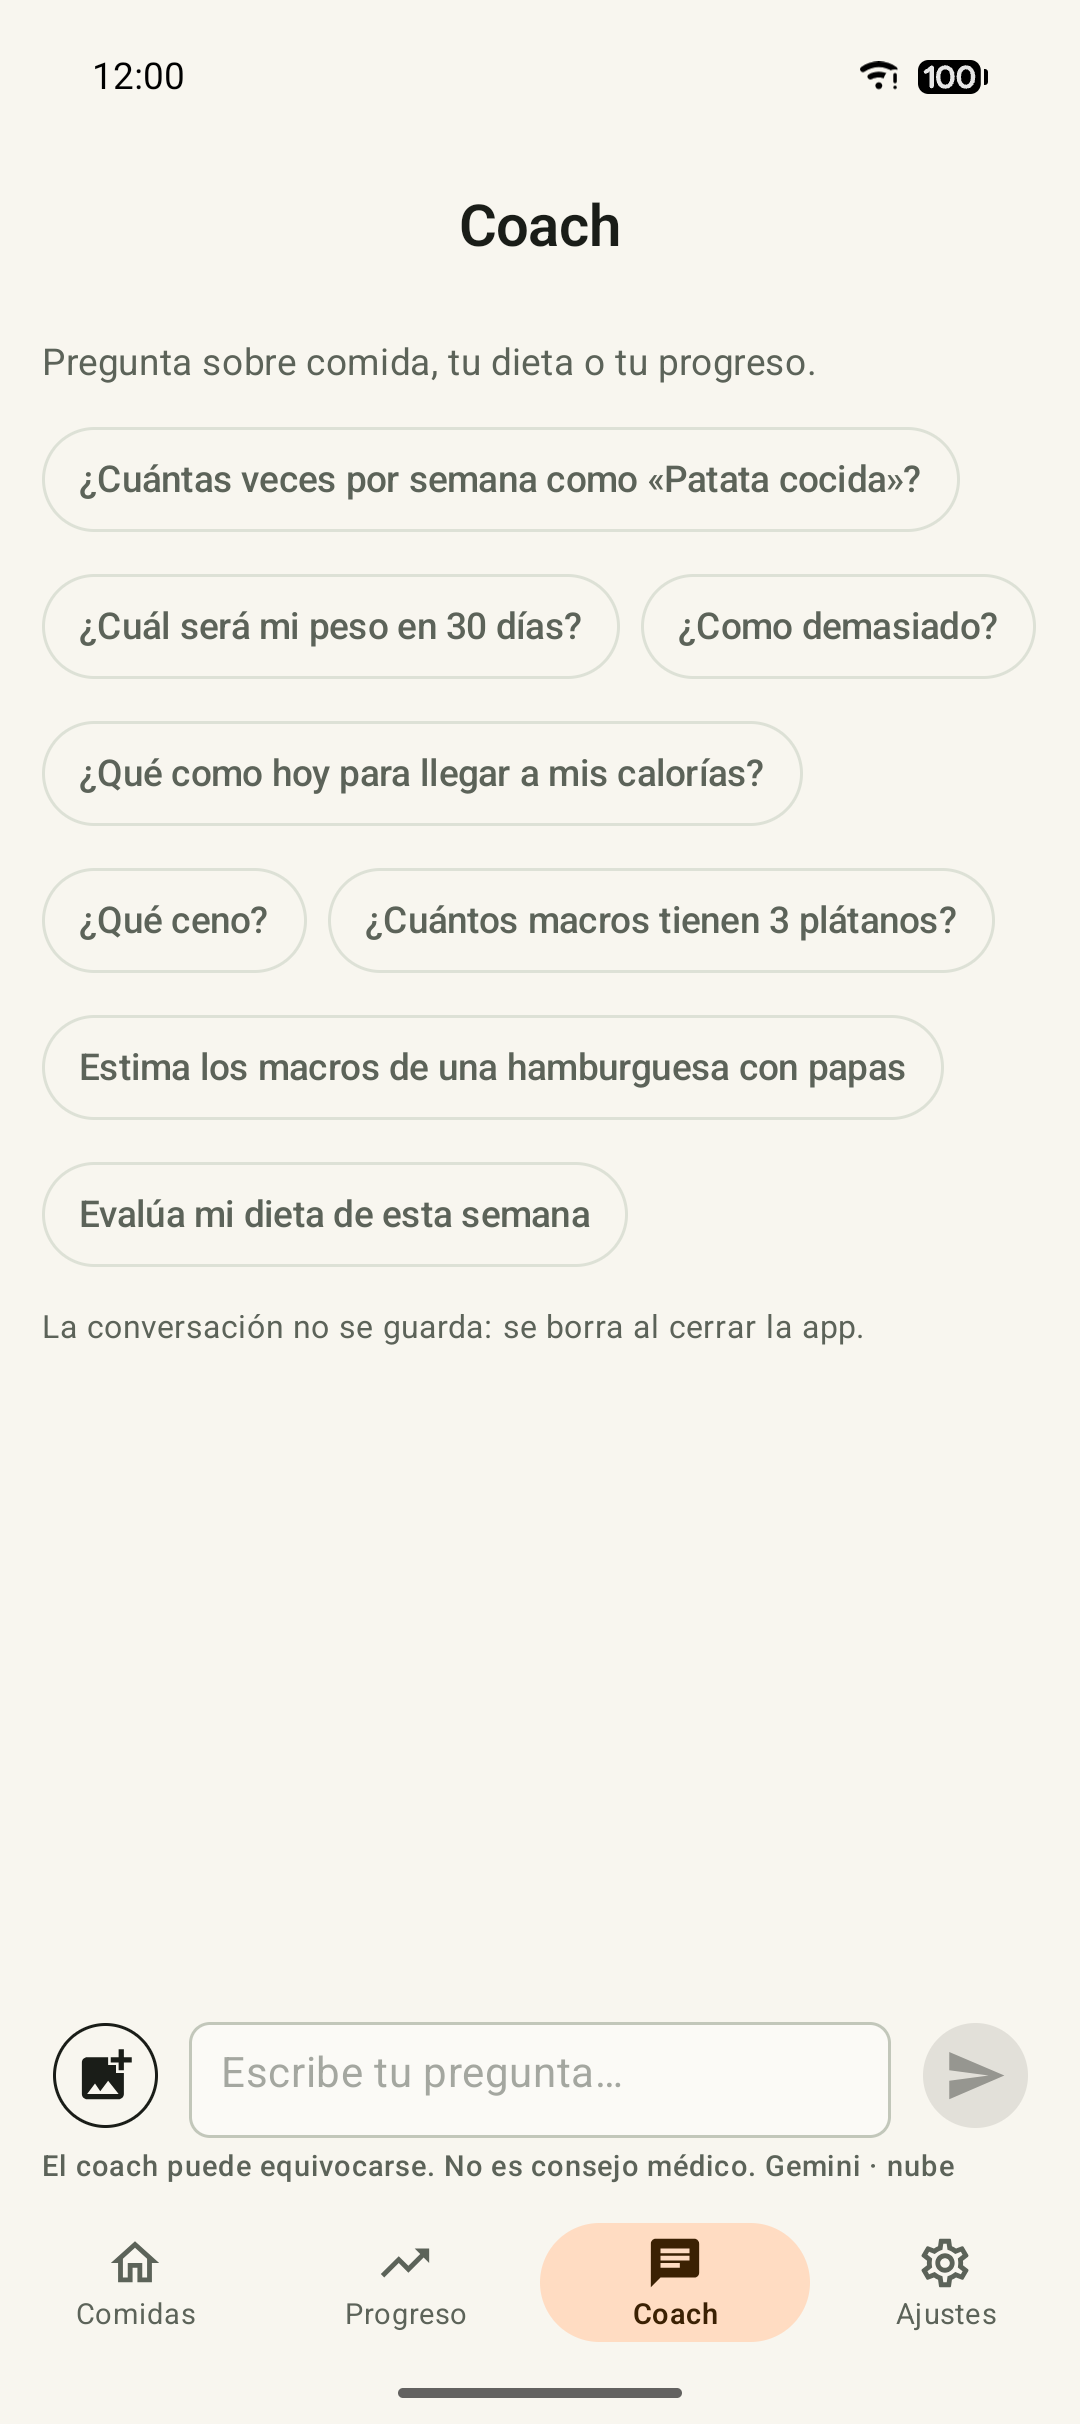 12:00
100
Coach
Pregunta sobre comida, tu dieta o tu progreso.
¿Cuántas veces por semana como «Patata cocida»?
¿Cuál será mi peso en 30 días? ¿Como demasiado?
¿Qué como hoy para llegar a mis calorías?
¿Qué ceno? ¿Cuántos macros tienen 3 plátanos?
Estima los macros de una hamburguesa con papas
Evalúa mi dieta de esta semana
La conversación no se guarda: se borra al cerrar la app.
Escribe tu pregunta...
El coach puede equivocarse. No es consejo médico. Gemini · nube
Comidas Progreso Coach Ajustes